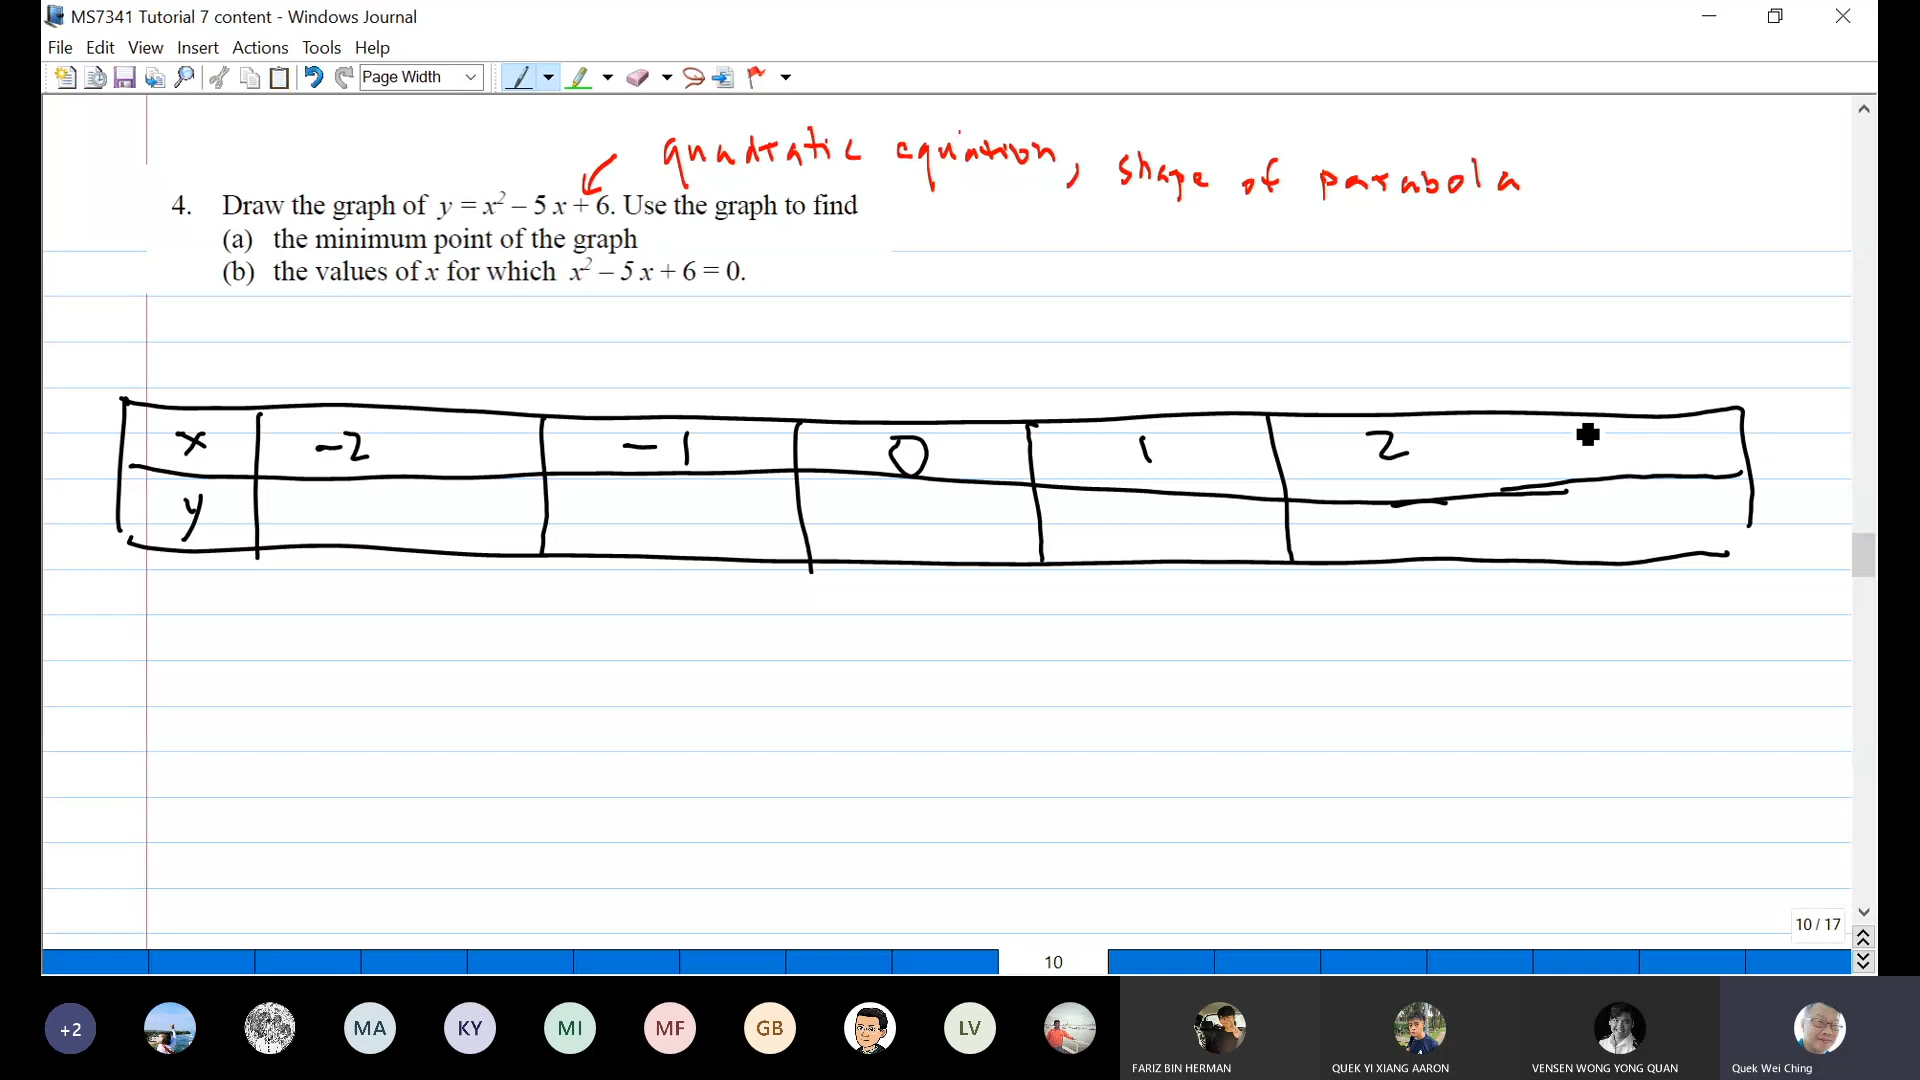 MS7341 Tutorial 7 content - Windows Journal
File Edit View Insert Actions Tools Help
Page Width
quadratic equation, shape of parabola
4. Draw the graph of y = x² – 5 x + 6. Use the graph to find
(a) the minimum point of the graph
(b) the values of x for which x² – 5 x + 6 = 0.
x -2 -1 0 1 2
y
10 / 17
10
+2 MA KY MI MF GB LV
FARIZ BIN HERMAN QUEK YI XIANG AARON VENSEN WONG YONG QUAN Quek Wei Ching